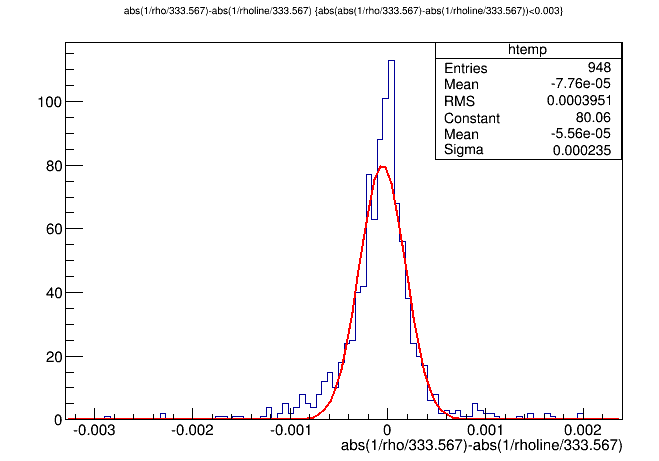 abs(1/rho/333.567)-abs(1/rholine/333.567) {abs(abs(1/rho/333.567)-abs(1/rholine/333.567))<0.003}
htemp
Entries 948
Mean -7.76e-05
RMS 0.0003951
Constant 80.06
Mean -5.56e-05
Sigma 0.000235
100
80
60
40
20
0
-0.003 -0.002 -0.001 0 0.001 0.002
abs(1/rho/333.567)-abs(1/rholine/333.567)